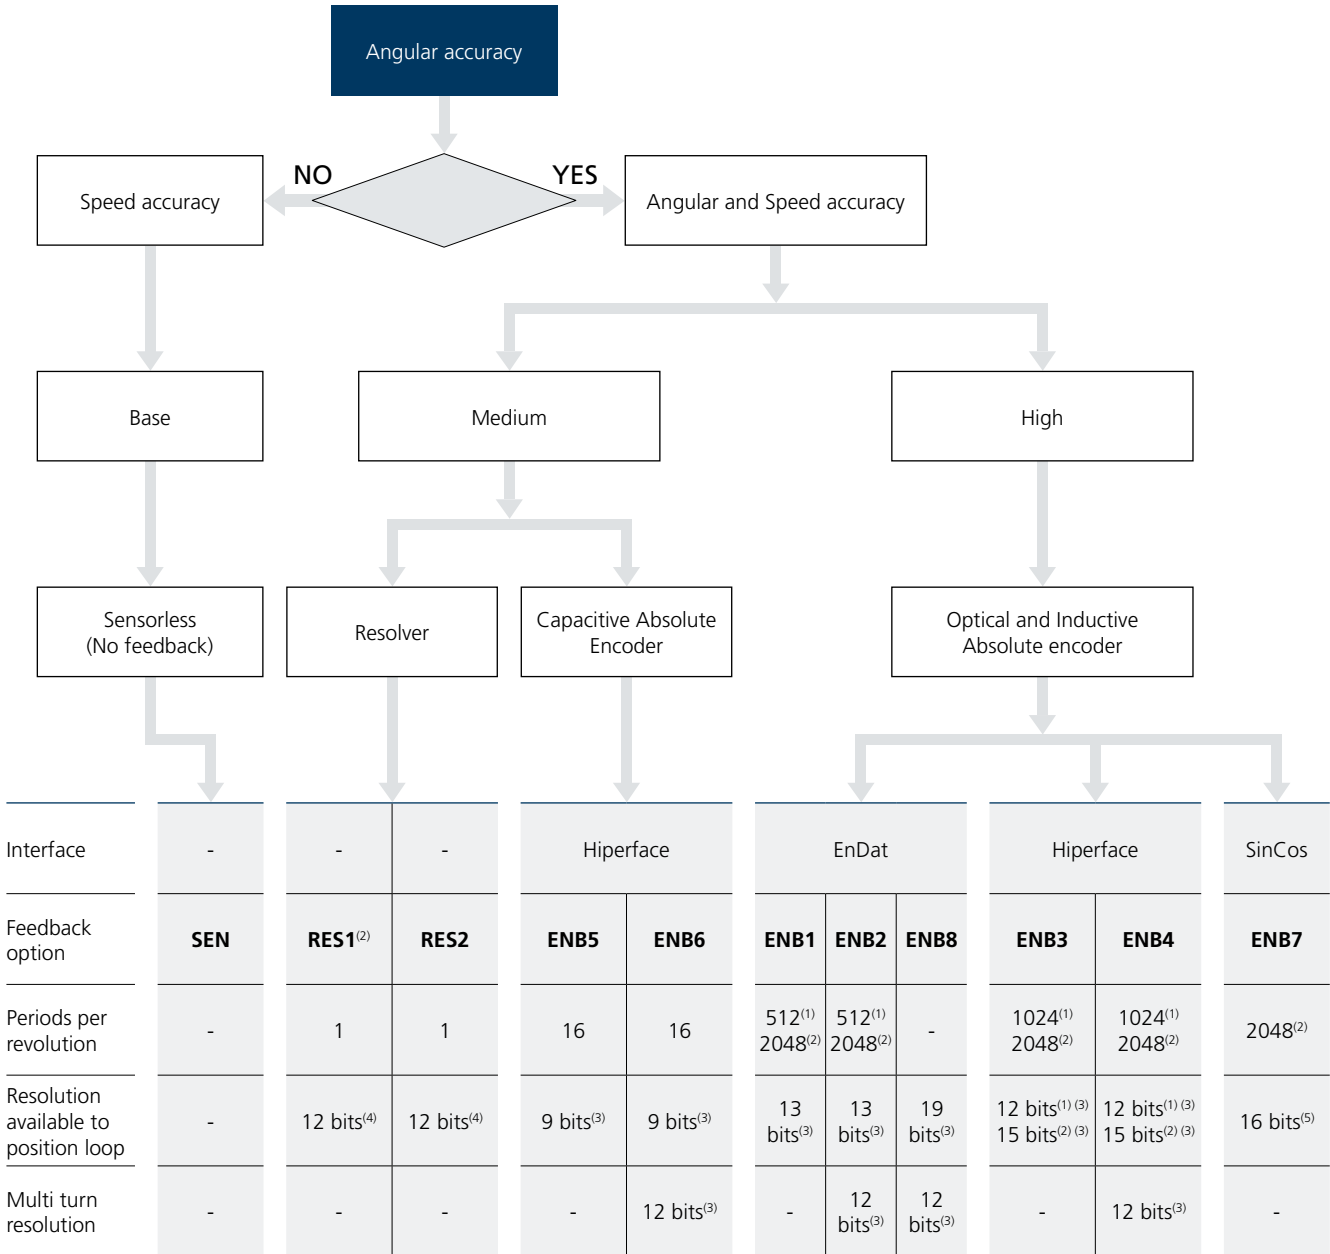 Angular accuracy
NO
YES
Speed accuracy
Angular and Speed accuracy
Base
Medium
High
Sensorless
(No feedback)
Resolver
Capacitive Absolute
Encoder
Optical and Inductive
Absolute encoder
Interface - - - Hiperface EnDat Hiperface SinCos
Feedback
option
SEN RES1(2) RES2 ENB5 ENB6 ENB1 ENB2 ENB8 ENB3 ENB4 ENB7
Periods per
revolution
- 1 1 16 16
512(1)
2048(2)
512(1)
2048(2)
-
1024(1)
2048(2)
1024(1)
2048(2)
2048(2)
Resolution
available to
position loop
- 12 bits(4) 12 bits(4) 9 bits(3) 9 bits(3)
13
bits(3)
13
bits(3)
19
bits(3)
12 bits(1) (3)
15 bits(2) (3)
12 bits(1) (3)
15 bits(2) (3)
16 bits(5)
Multi turn
resolution
- - - - 12 bits(3) -
12
bits(3)
12
bits(3)
- 12 bits(3) -